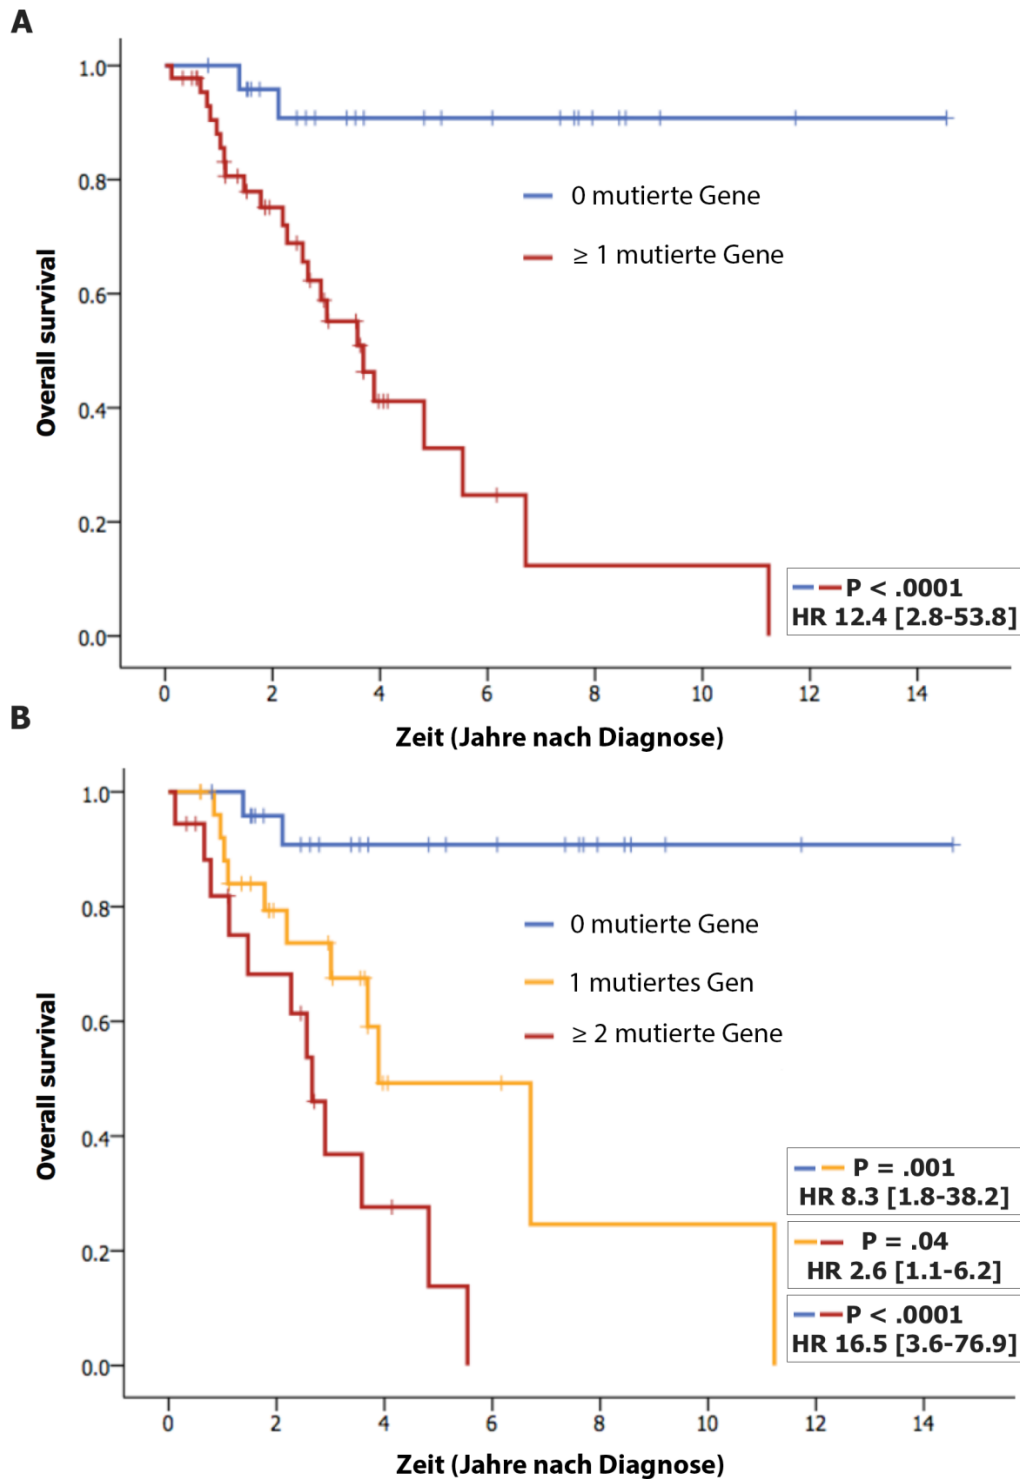 A
1.0
0.8
0.6
0.4
0.2
0.0
Overall survival
0 mutierte Gene
≥ 1 mutierte Gene
P < .0001
HR 12.4 [2.8-53.8]
0 2 4 6 8 10 12 14
Zeit (Jahre nach Diagnose)
B
1.0
0.8
0.6
0.4
0.2
0.0
Overall survival
0 mutierte Gene
1 mutiertes Gen
≥ 2 mutierte Gene
P = .001
HR 8.3 [1.8-38.2]
P = .04
HR 2.6 [1.1-6.2]
P < .0001
HR 16.5 [3.6-76.9]
0 2 4 6 8 10 12 14
Zeit (Jahre nach Diagnose)